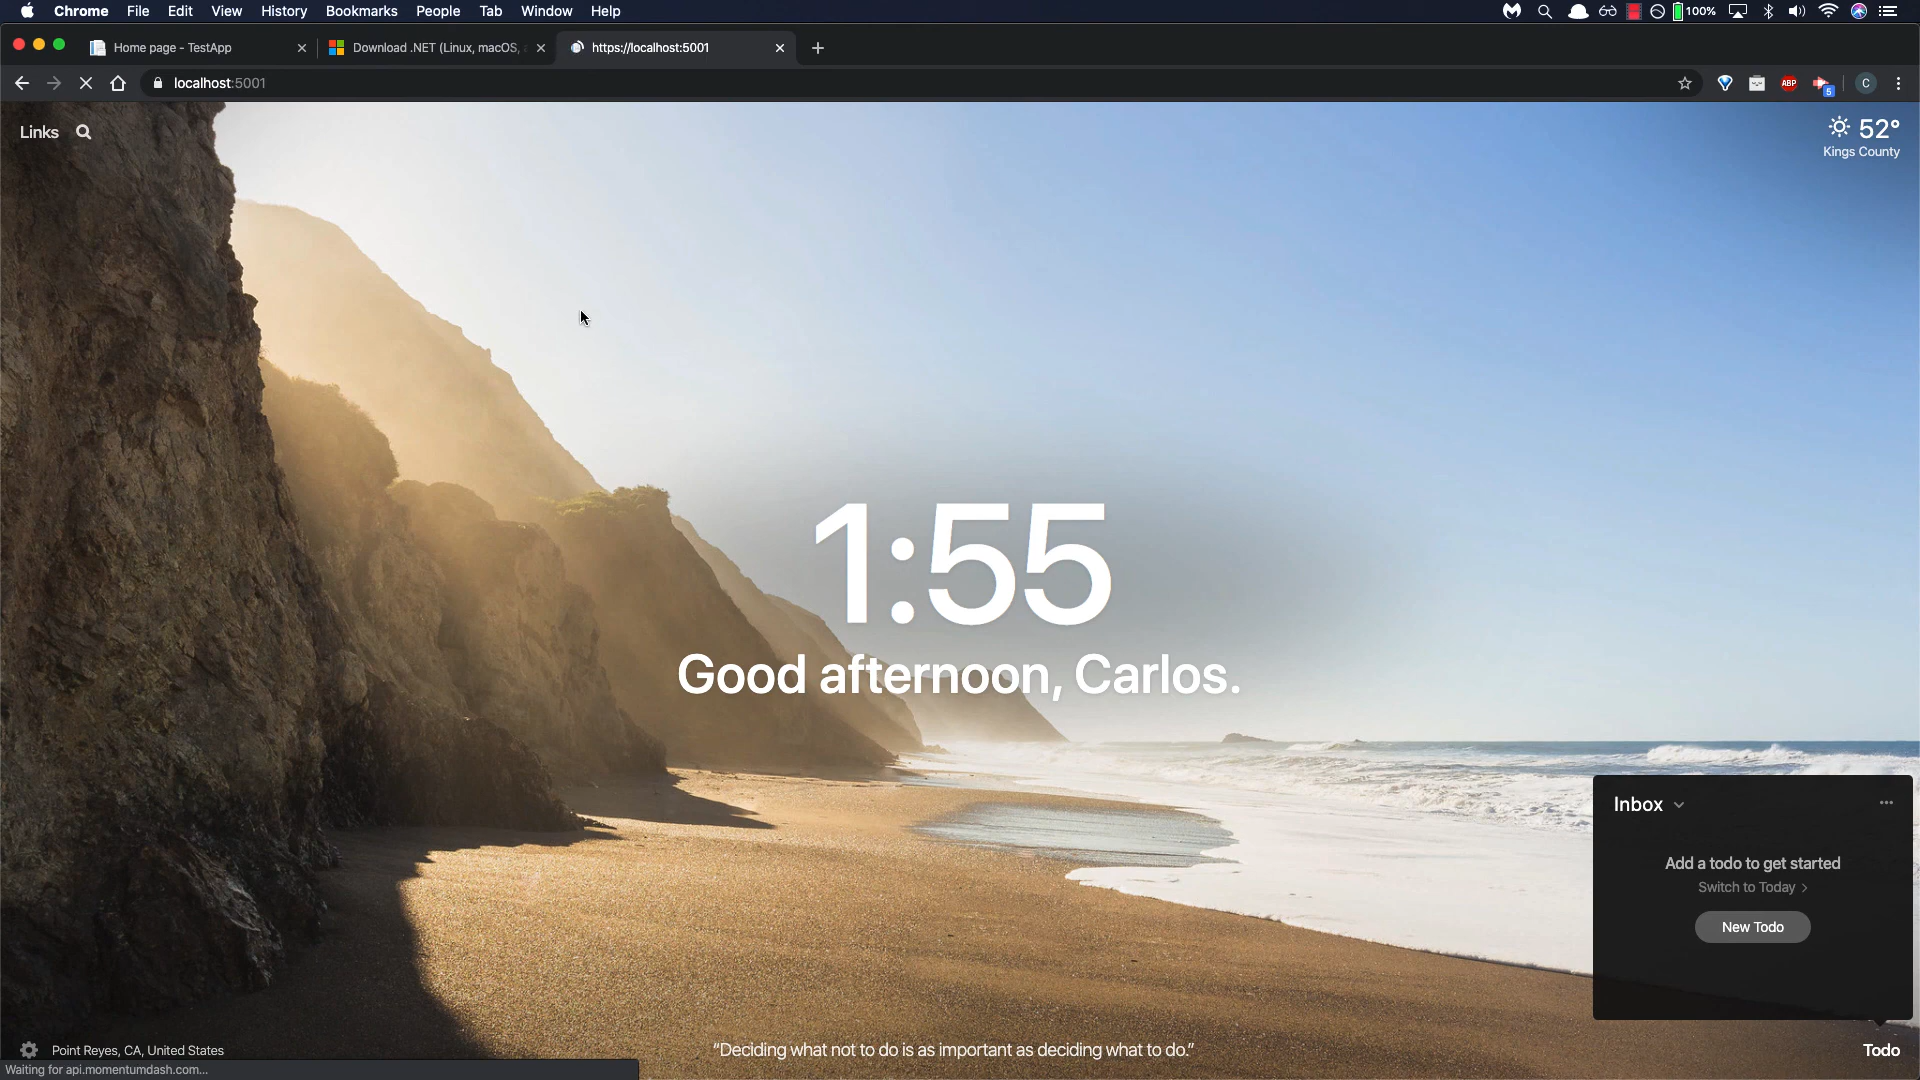 Chrome File Edit View History Bookmarks People Tab Window Help 100%
Home page - TestApp Download .NET (Linux, macOS, https://localhost:5001
localhost:5001 ABP 5 C
Links 52°
Kings County
1:55
Good afternoon, Carlos.
Inbox
Add a todo to get started
Switch to Today >
New Todo
Point Reyes, CA, United States "Deciding what not to do is as important as deciding what to do." Todo
Waiting for api.momentumdash.com...